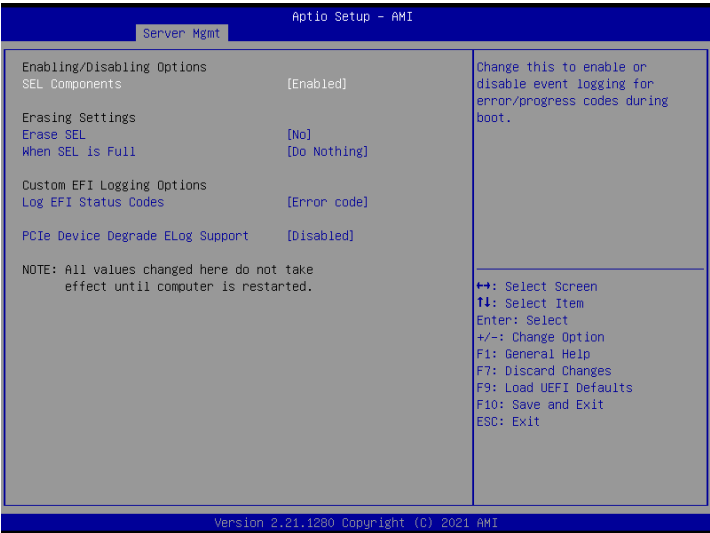 Aptio Setup – AMI
Server Mgmt
Enabling/Disabling Options
SEL Components [Enabled]
Erasing Settings
Erase SEL [No]
When SEL is Full [Do Nothing]
Custom EFI Logging Options
Log EFI Status Codes [Error code]
PCIe Device Degrade ELog Support [Disabled]
NOTE: All values changed here do not take
effect until computer is restarted.
Change this to enable or
disable event logging for
error/progress codes during
boot.
↔: Select Screen
↑↓: Select Item
Enter: Select
+/-: Change Option
F1: General Help
F7: Discard Changes
F9: Load UEFI Defaults
F10: Save and Exit
ESC: Exit
Version 2.21.1280 Copyright (C) 2021 AMI